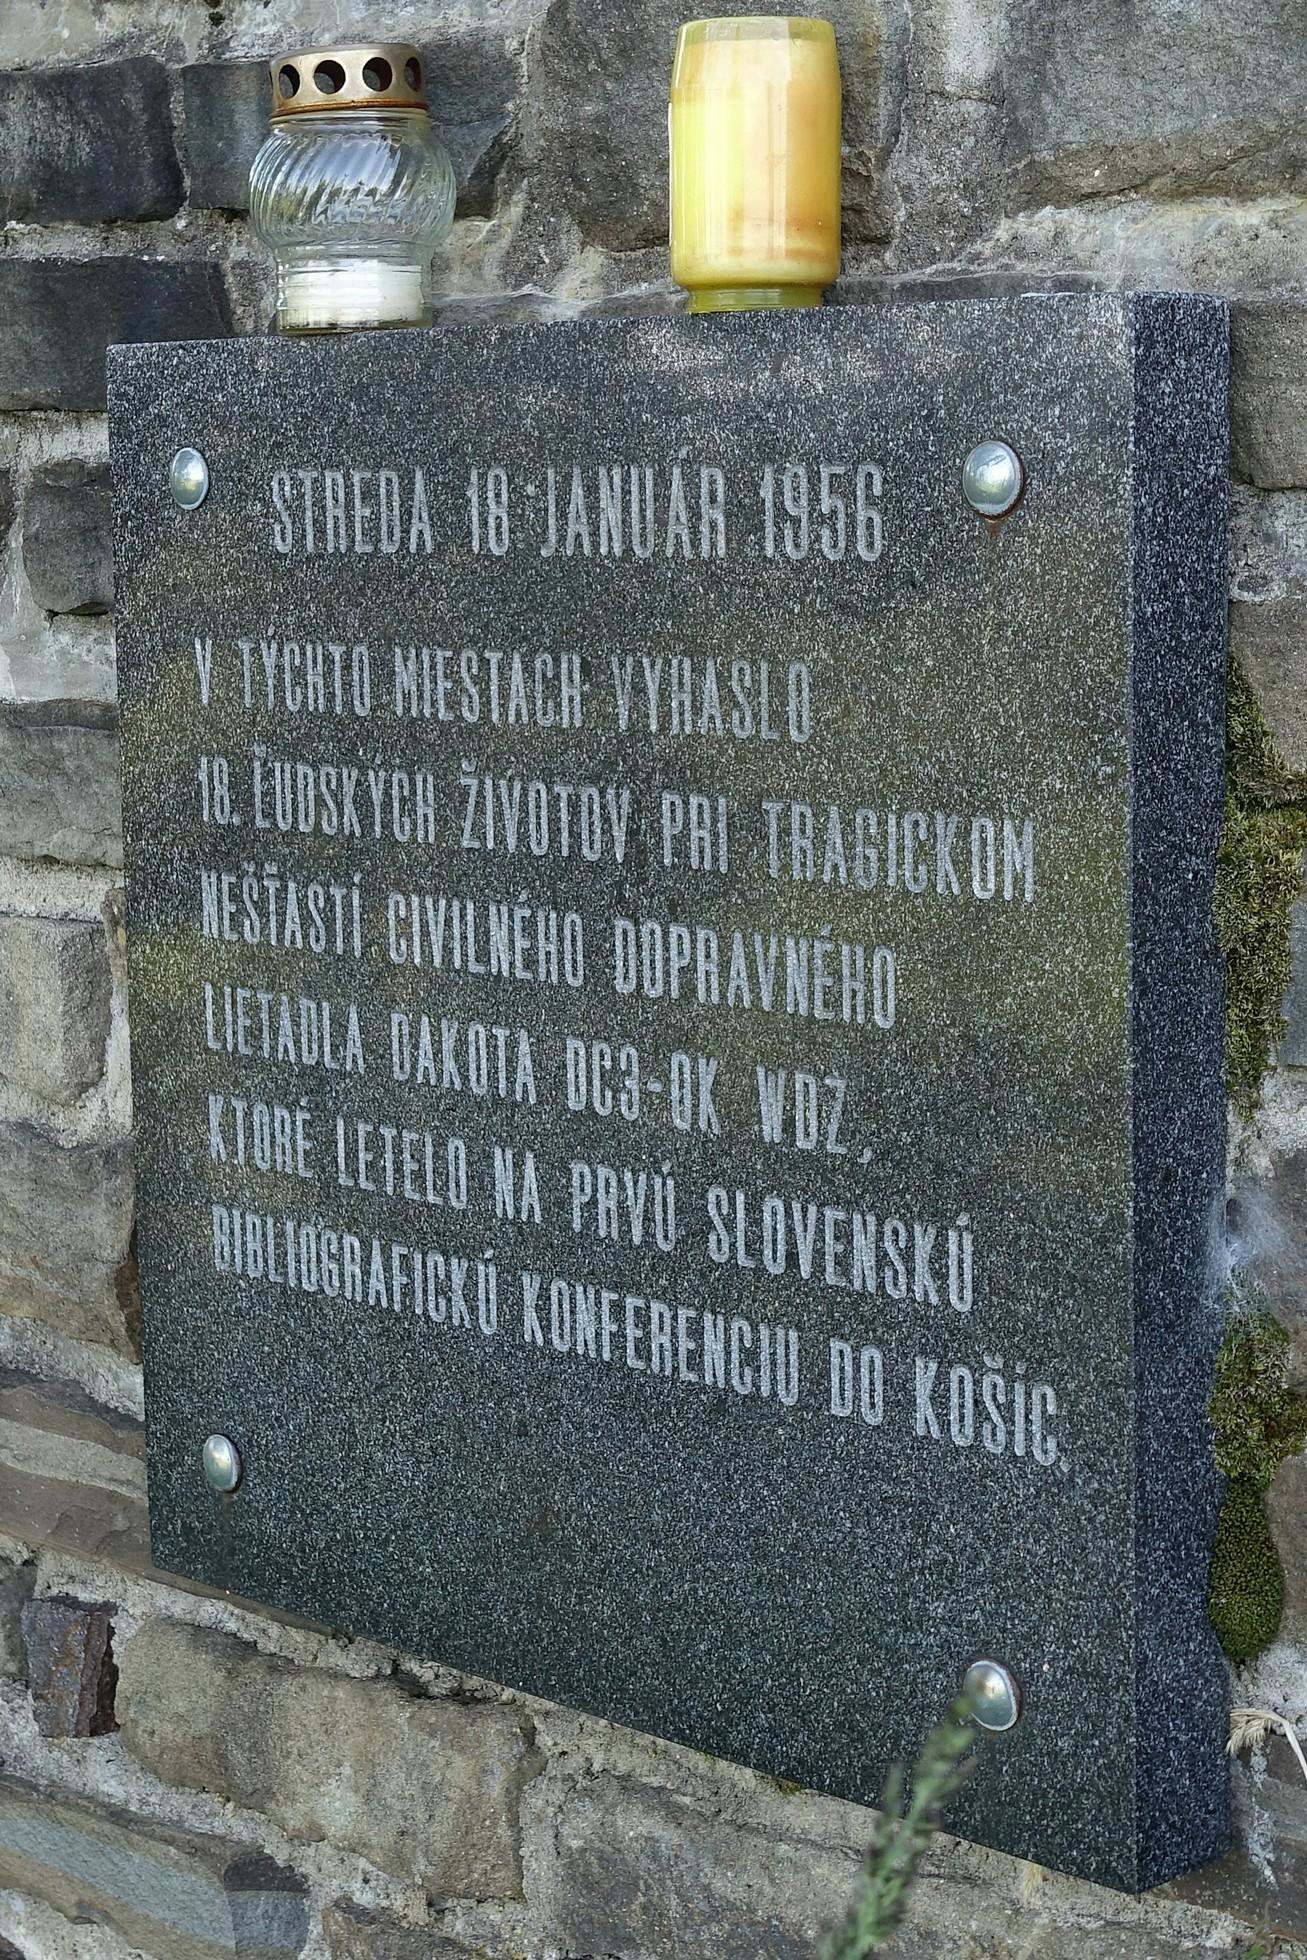 STREDA 18 JANUÁR 1956
V TÝCHTO MIESTACH VYHASLO
18. ĽUDSKÝCH ŽIVOTOV PRI TRAGICKOM
NEŠŤASTÍ CIVILNÉHO DOPRAVNÉHO
LIETADLA DAKOTA DC3-OK WDZ,
KTORÉ LETELO NA PRVÚ SLOVENSKÚ
BIBLIOGRAFICKÚ KONFERENCIU DO KOŠÍC.